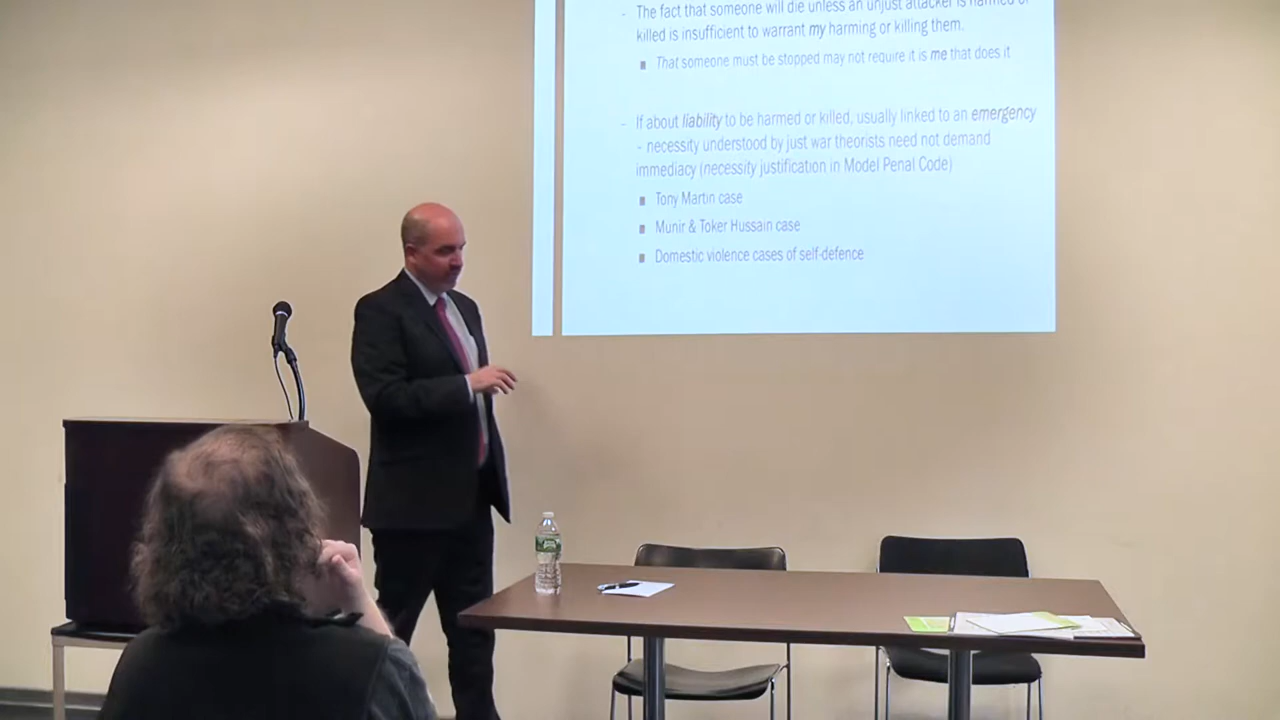 - The fact that someone will die unless an unjust attacker is harmed or
killed is insufficient to warrant my harming or killing them.
■ That someone must be stopped may not require it is me that does it
- If about liability to be harmed or killed, usually linked to an emergency
- necessity understood by just war theorists need not demand
immediacy (necessity justification in Model Penal Code)
■ Tony Martin case
■ Munir & Toker Hussain case
■ Domestic violence cases of self-defence